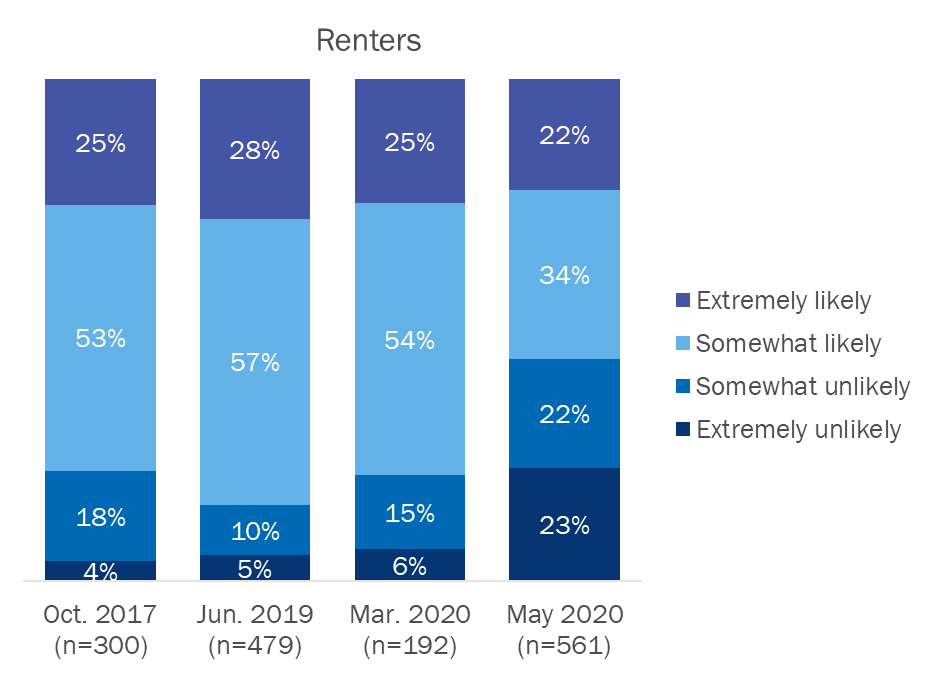 Renters
25%
28%
25%
22%
53%
57%
54%
34%
18%
10%
15%
22%
4%
5%
6%
23%
Extremely likely
Somewhat likely
Somewhat unlikely
Extremely unlikely
Oct. 2017
(n=300)
Jun. 2019
(n=479)
Mar. 2020
(n=192)
May 2020
(n=561)